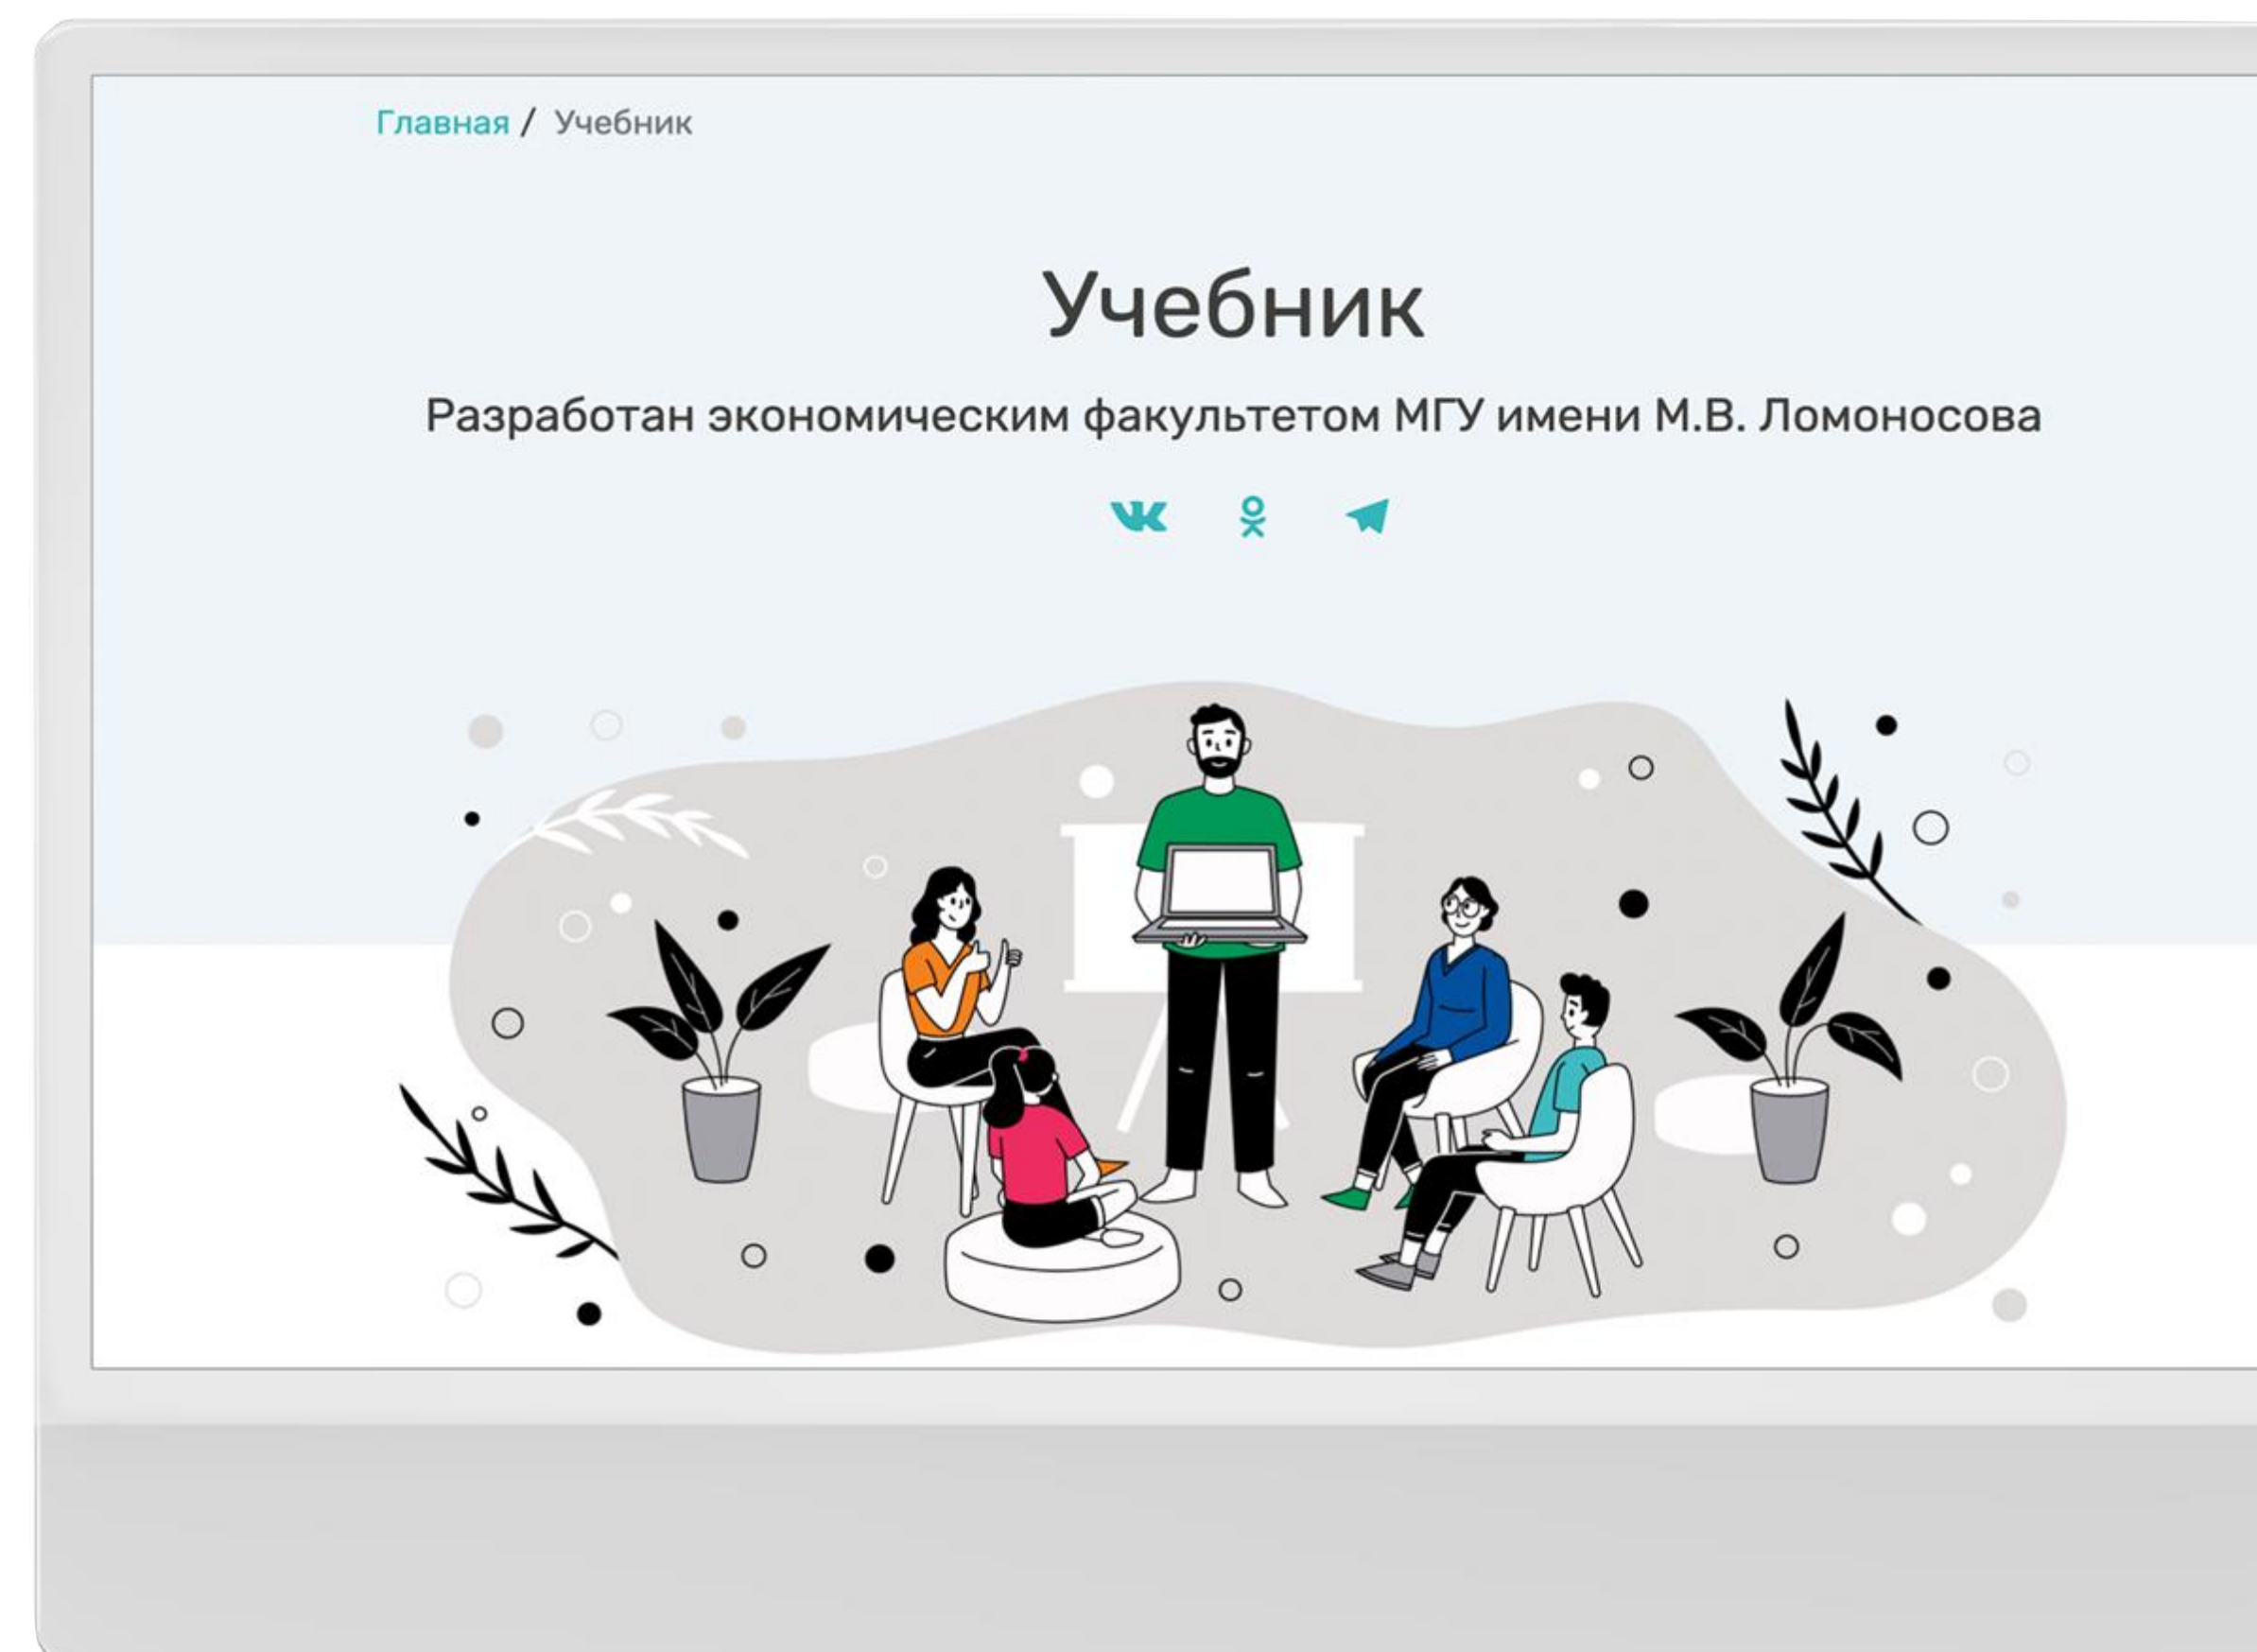 Главная / Учебник
Учебник
Разработан экономическим факультетом МГУ имени М.В. Ломоносова